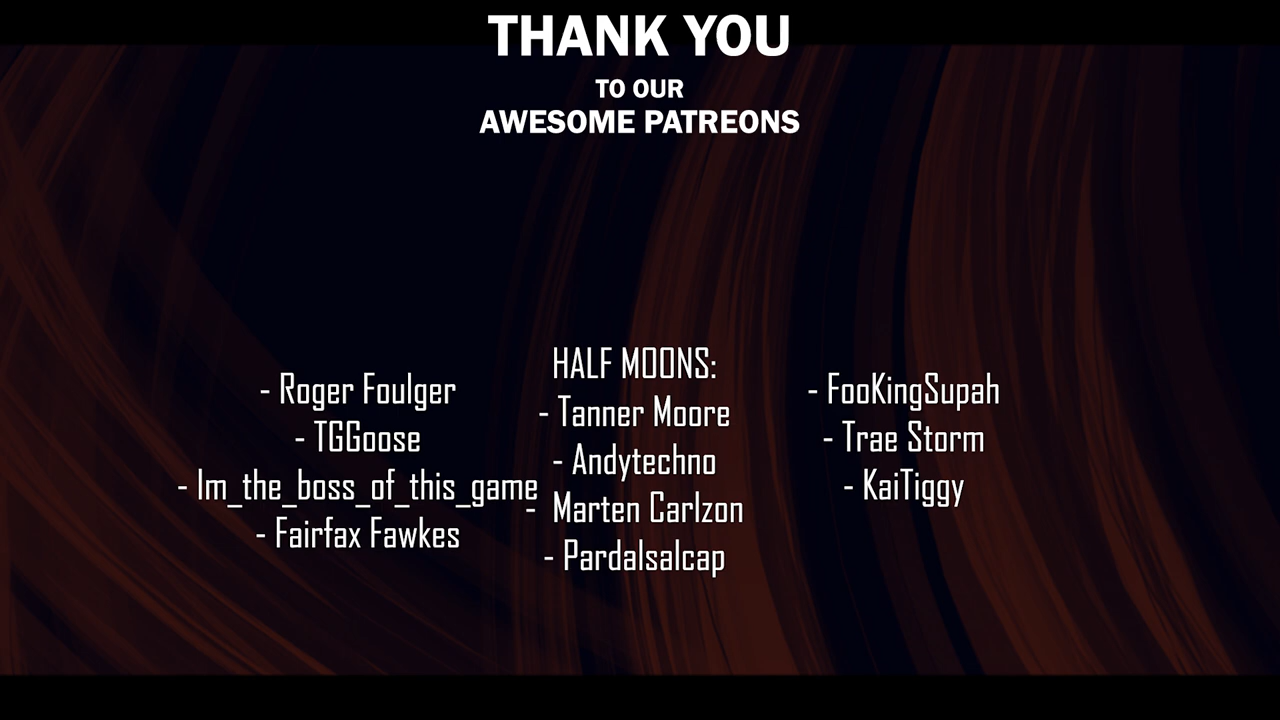 THANK YOU
TO OUR
AWESOME PATREONS
HALF MOONS:
- Roger Foulger
- TGGoose
- Im_the_boss_of_this_game
- Fairfax Fawkes
- Tanner Moore
- Andytechno
- Marten Carlzon
- Pardalsalcap
- FooKingSupah
- Trae Storm
- KaiTiggy